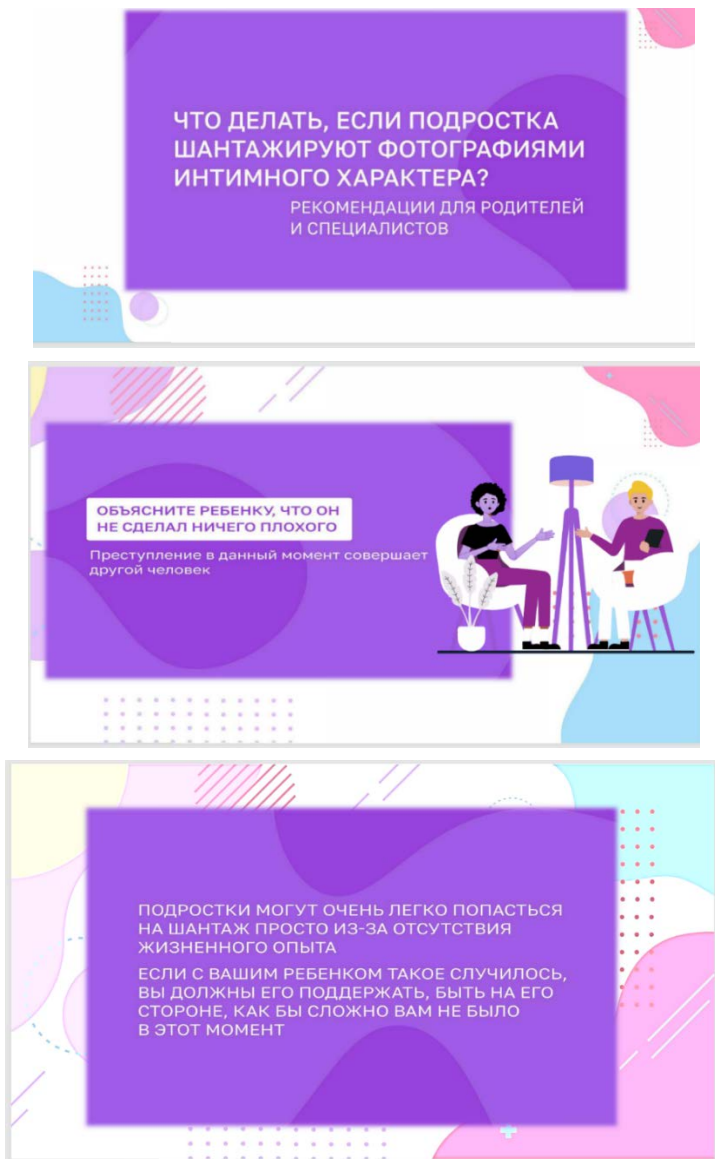 ЧТО ДЕЛАТЬ, ЕСЛИ ПОДРОСТКА
ШАНТАЖИРУЮТ ФОТОГРАФИЯМИ
ИНТИМНОГО ХАРАКТЕРА?
РЕКОМЕНДАЦИИ ДЛЯ РОДИТЕЛЕЙ
И СПЕЦИАЛИСТОВ
ОБЪЯСНИТЕ РЕБЕНКУ, ЧТО ОН
НЕ СДЕЛАЛ НИЧЕГО ПЛОХОГО
Преступление в данный момент совершает
другой человек
ПОДРОСТКИ МОГУТ ОЧЕНЬ ЛЕГКО ПОПАСТЬСЯ
НА ШАНТАЖ ПРОСТО ИЗ-ЗА ОТСУТСТВИЯ
ЖИЗНЕННОГО ОПЫТА
ЕСЛИ С ВАШИМ РЕБЕНКОМ ТАКОЕ СЛУЧИЛОСЬ,
ВЫ ДОЛЖНЫ ЕГО ПОДДЕРЖАТЬ, БЫТЬ НА ЕГО
СТОРОНЕ, КАК БЫ СЛОЖНО ВАМ НЕ БЫЛО
В ЭТОТ МОМЕНТ